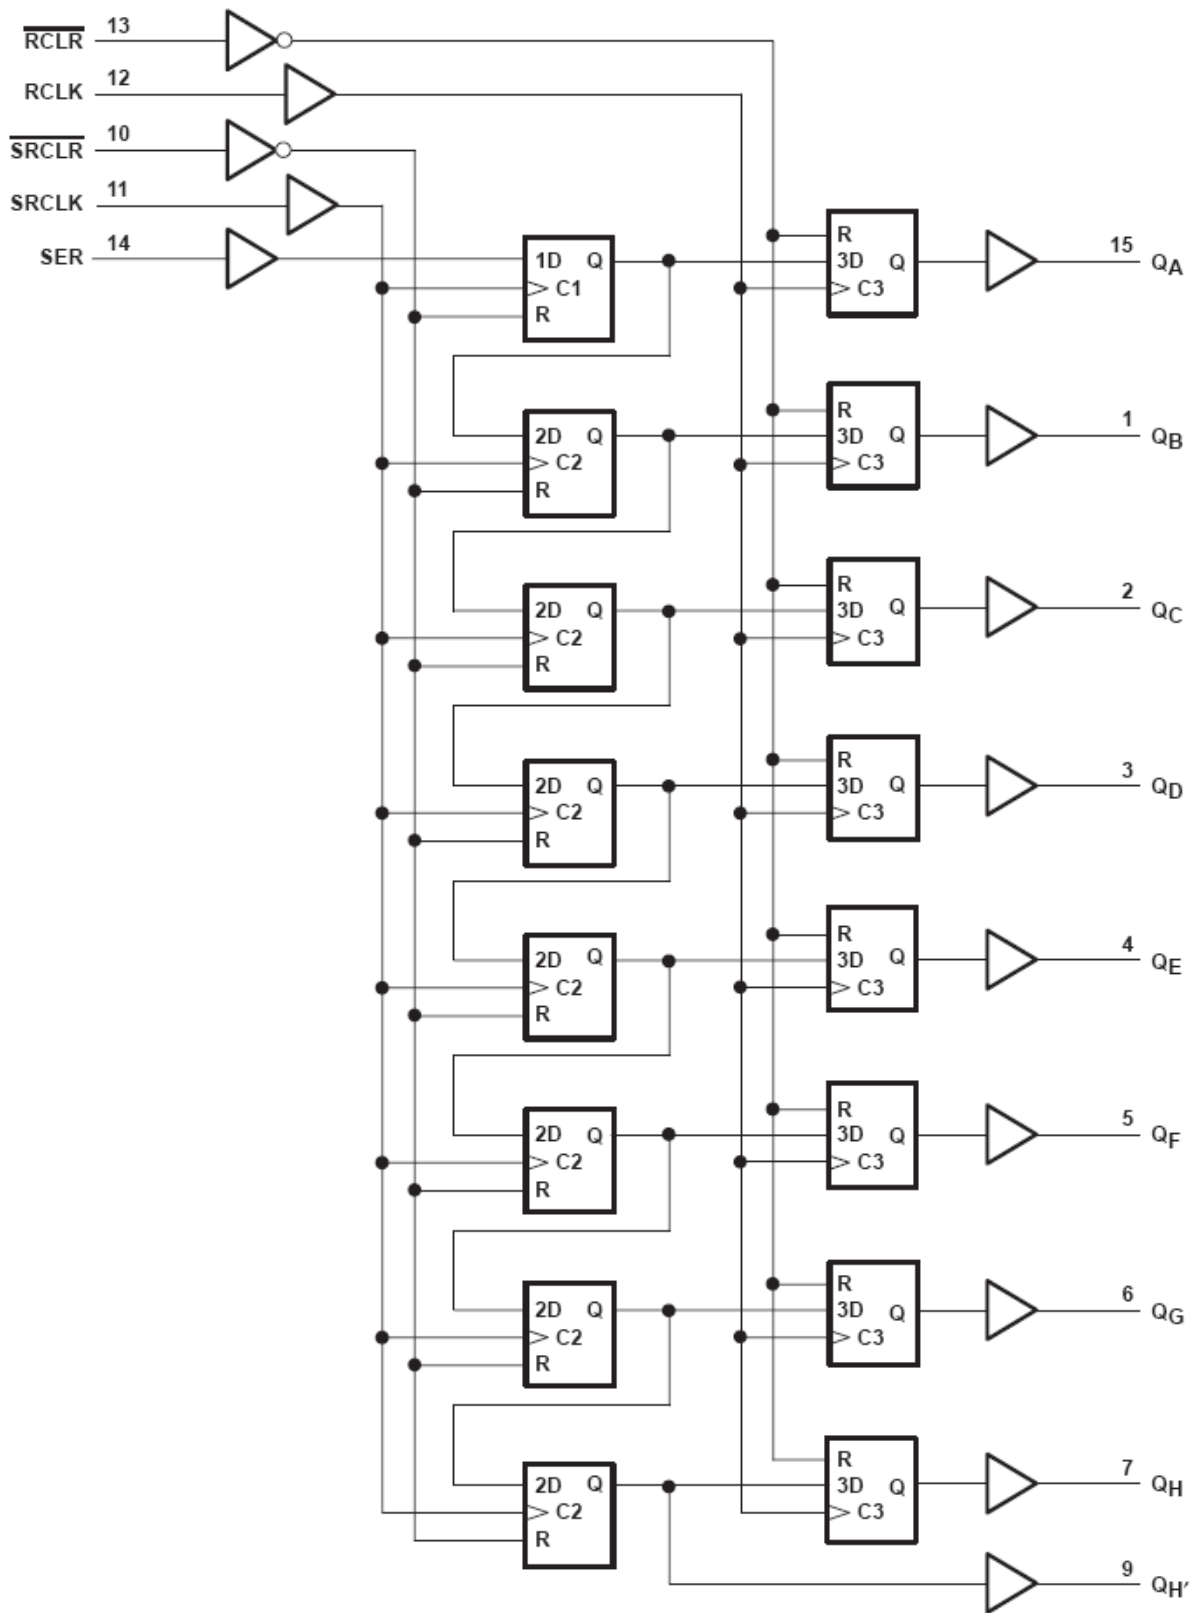 R̅C̅L̅R̅ 13
RCLK 12
S̅R̅C̅L̅R̅ 10
SRCLK 11
SER 14
1D Q
C1
R
R
3D Q
C3
15 QA
2D Q
C2
R
R
3D Q
C3
1 QB
2D Q
C2
R
R
3D Q
C3
2 QC
2D Q
C2
R
R
3D Q
C3
3 QD
2D Q
C2
R
R
3D Q
C3
4 QE
2D Q
C2
R
R
3D Q
C3
5 QF
2D Q
C2
R
R
3D Q
C3
6 QG
2D Q
C2
R
R
3D Q
C3
7 QH
9 QH′